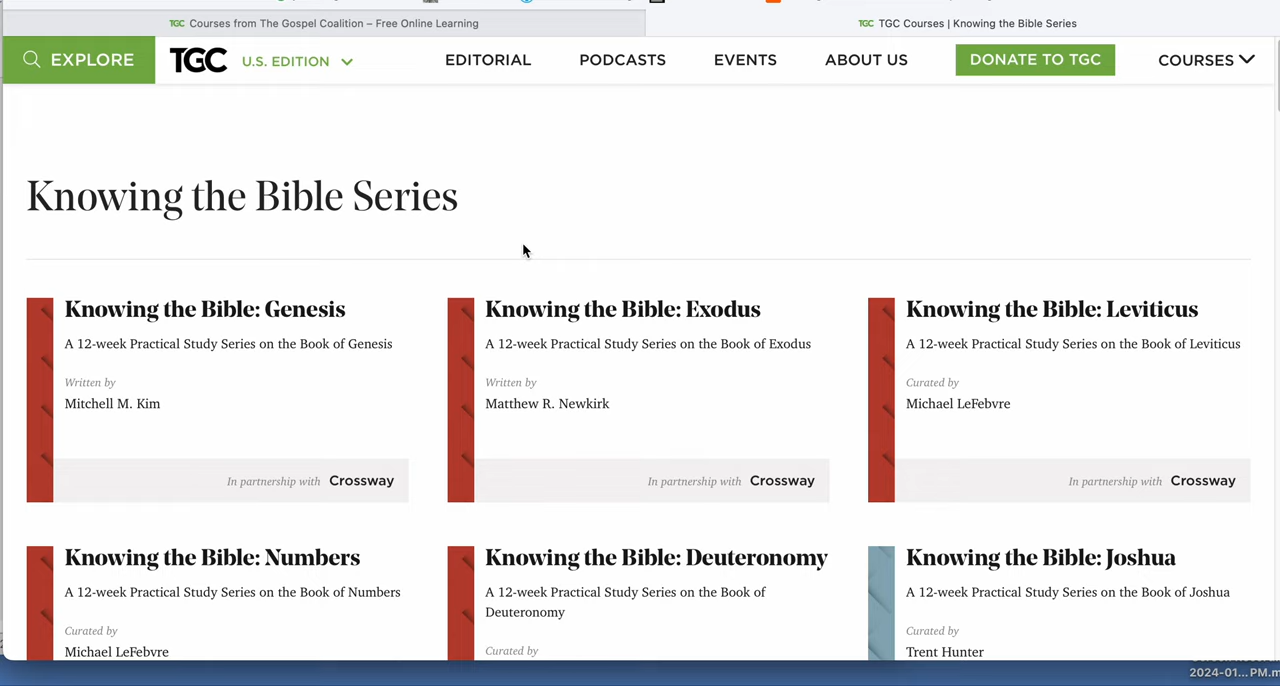 TGC Courses from The Gospel Coalition – Free Online Learning
TGC TGC Courses | Knowing the Bible Series
EXPLORE TGC U.S. EDITION EDITORIAL PODCASTS EVENTS ABOUT US DONATE TO TGC COURSES
Knowing the Bible Series
Knowing the Bible: Genesis
A 12-week Practical Study Series on the Book of Genesis
Written by
Mitchell M. Kim
In partnership with Crossway
Knowing the Bible: Exodus
A 12-week Practical Study Series on the Book of Exodus
Written by
Matthew R. Newkirk
In partnership with Crossway
Knowing the Bible: Leviticus
A 12-week Practical Study Series on the Book of Leviticus
Curated by
Michael LeFebvre
In partnership with Crossway
Knowing the Bible: Numbers
A 12-week Practical Study Series on the Book of Numbers
Curated by
Michael LeFebvre
Knowing the Bible: Deuteronomy
A 12-week Practical Study Series on the Book of
Deuteronomy
Curated by
Knowing the Bible: Joshua
A 12-week Practical Study Series on the Book of Joshua
Curated by
Trent Hunter
2024-01...PM.m